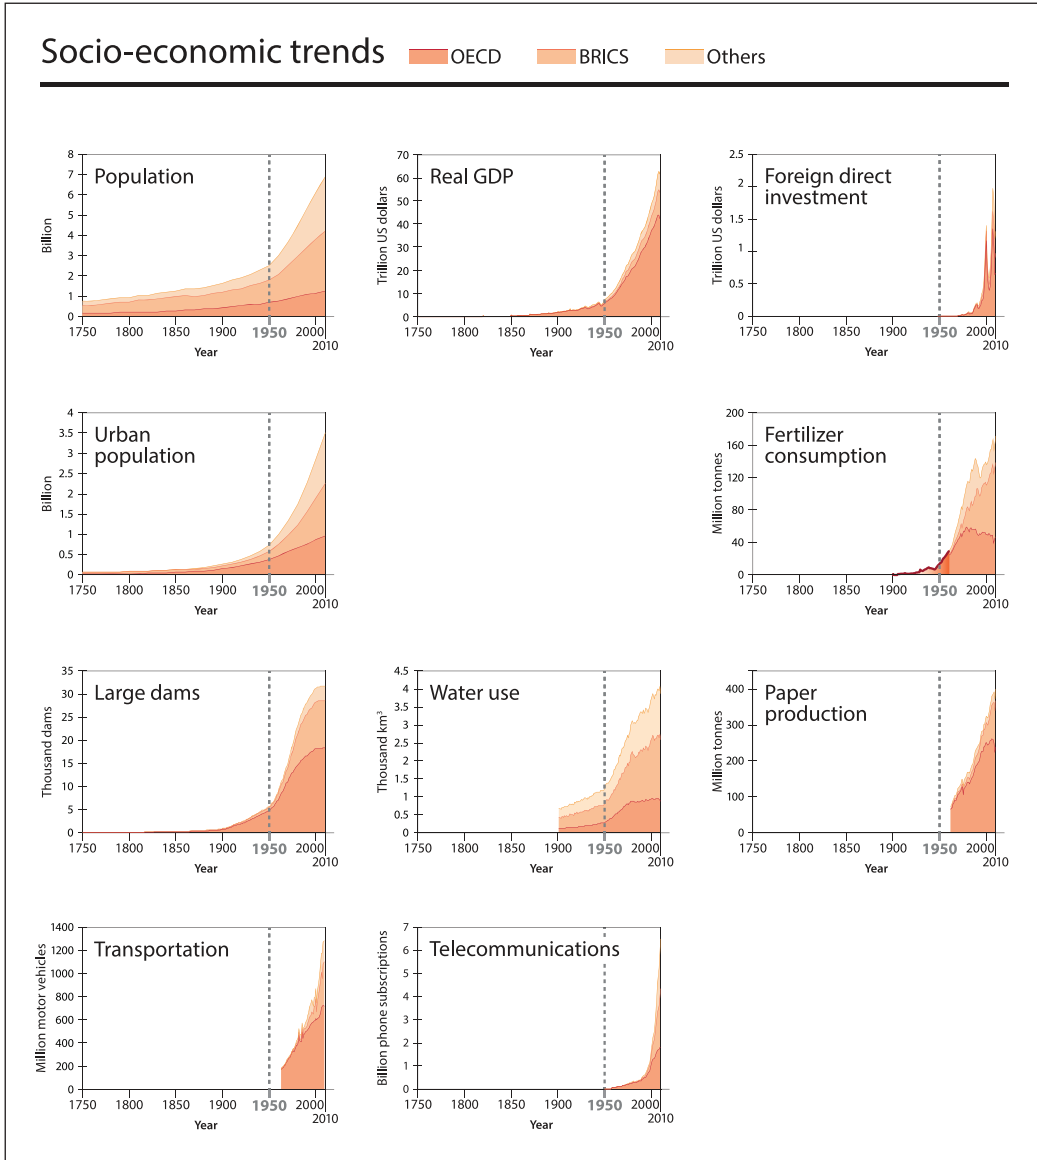 Socio-economic trends OECD BRICS Others
Population
8
7
6
5
4
3
2
1
0
Billion
1750 1800 1850 1900 1950 2000
2010
Year
Real GDP
70
60
50
40
30
20
10
0
Trillion US dollars
1750 1800 1850 1900 1950 2000
2010
Year
Foreign direct
investment
2.5
2
1.5
1
0.5
0
Trillion US dollars
1750 1800 1850 1900 1950 2000
2010
Year
Urban
population
4
3.5
3
2.5
2
1.5
1
0.5
0
Billion
1750 1800 1850 1900 1950 2000
2010
Year
Fertilizer
consumption
200
160
120
80
40
0
Million tonnes
1750 1800 1850 1900 1950 2000
2010
Year
Large dams
35
30
25
20
15
10
5
0
Thousand dams
1750 1800 1850 1900 1950 2000
2010
Year
Water use
4.5
4
3.5
3
2.5
2
1.5
1
0.5
0
Thousand km³
1750 1800 1850 1900 1950 2000
2010
Year
Paper
production
400
300
200
100
0
Million tonnes
1750 1800 1850 1900 1950 2000
2010
Year
Transportation
1400
1200
1000
800
600
400
200
0
Million motor vehicles
1750 1800 1850 1900 1950 2000
2010
Year
Telecommunications
7
6
5
4
3
2
1
0
Billion phone subscriptions
1750 1800 1850 1900 1950 2000
2010
Year